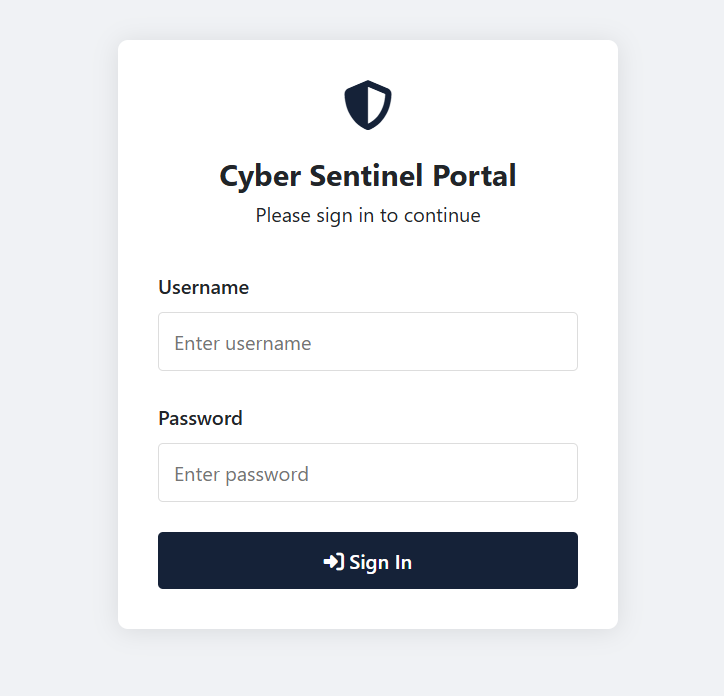 Cyber Sentinel Portal
Please sign in to continue
Username
Enter username
Password
Enter password
Sign In